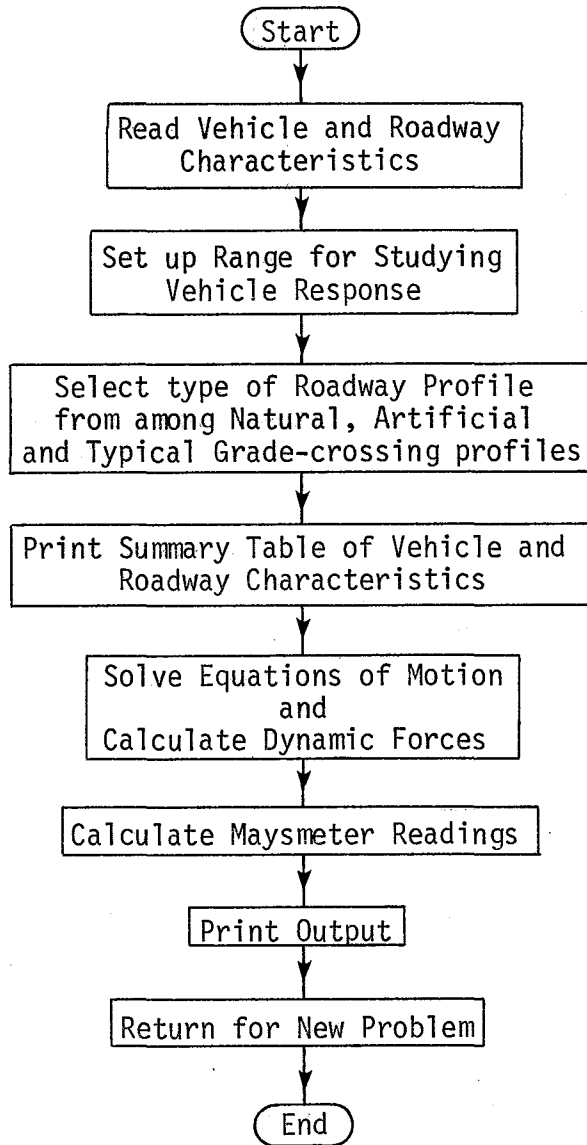 Start
Read Vehicle and Roadway
Characteristics
Set up Range for Studying
Vehicle Response
Select type of Roadway Profile
from among Natural, Artificial
and Typical Grade-crossing profiles
Print Summary Table of Vehicle and
Roadway Characteristics
Solve Equations of Motion
and
Calculate Dynamic Forces
Calculate Maysmeter Readings
Print Output
Return for New Problem
End